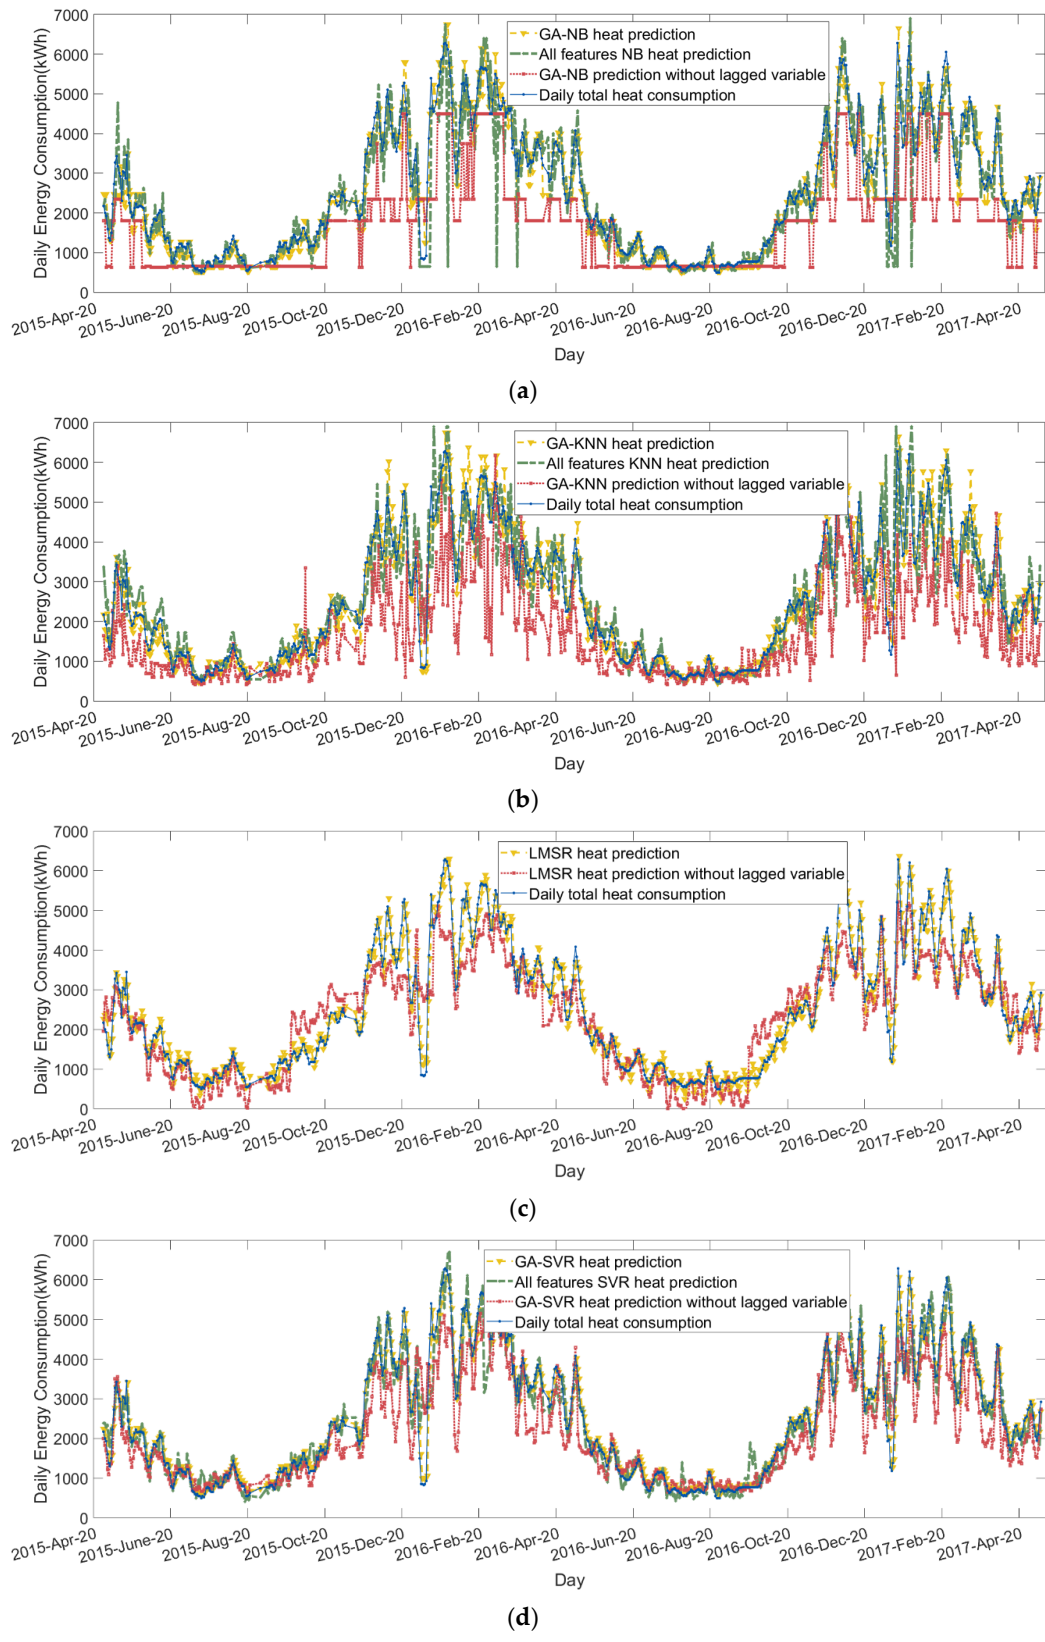 7000
6000
5000
4000
3000
2000
1000
0
Daily Energy Consumption(kWh)
GA-NB heat prediction
All features NB heat prediction
GA-NB prediction without lagged variable
Daily total heat consumption
2015-Apr-20
2015-June-20
2015-Aug-20
2015-Oct-20
2015-Dec-20
2016-Feb-20
2016-Apr-20
2016-Jun-20
2016-Aug-20
2016-Oct-20
2016-Dec-20
2017-Feb-20
2017-Apr-20
Day
(a)
7000
6000
5000
4000
3000
2000
1000
0
Daily Energy Consumption(kWh)
GA-KNN heat prediction
All features KNN heat prediction
GA-KNN prediction without lagged variable
Daily total heat consumption
2015-Apr-20
2015-June-20
2015-Aug-20
2015-Oct-20
2015-Dec-20
2016-Feb-20
2016-Apr-20
2016-Jun-20
2016-Aug-20
2016-Oct-20
2016-Dec-20
2017-Feb-20
2017-Apr-20
Day
(b)
7000
6000
5000
4000
3000
2000
1000
0
Daily Energy Consumption(kWh)
LMSR heat prediction
LMSR heat prediction without lagged variable
Daily total heat consumption
2015-Apr-20
2015-June-20
2015-Aug-20
2015-Oct-20
2015-Dec-20
2016-Feb-20
2016-Apr-20
2016-Jun-20
2016-Aug-20
2016-Oct-20
2016-Dec-20
2017-Feb-20
2017-Apr-20
Day
(c)
7000
6000
5000
4000
3000
2000
1000
0
Daily Energy Consumption(kWh)
GA-SVR heat prediction
All features SVR heat prediction
GA-SVR heat prediction without lagged variable
Daily total heat consumption
2015-Apr-20
2015-June-20
2015-Aug-20
2015-Oct-20
2015-Dec-20
2016-Feb-20
2016-Apr-20
2016-Jun-20
2016-Aug-20
2016-Oct-20
2016-Dec-20
2017-Feb-20
2017-Apr-20
Day
(d)